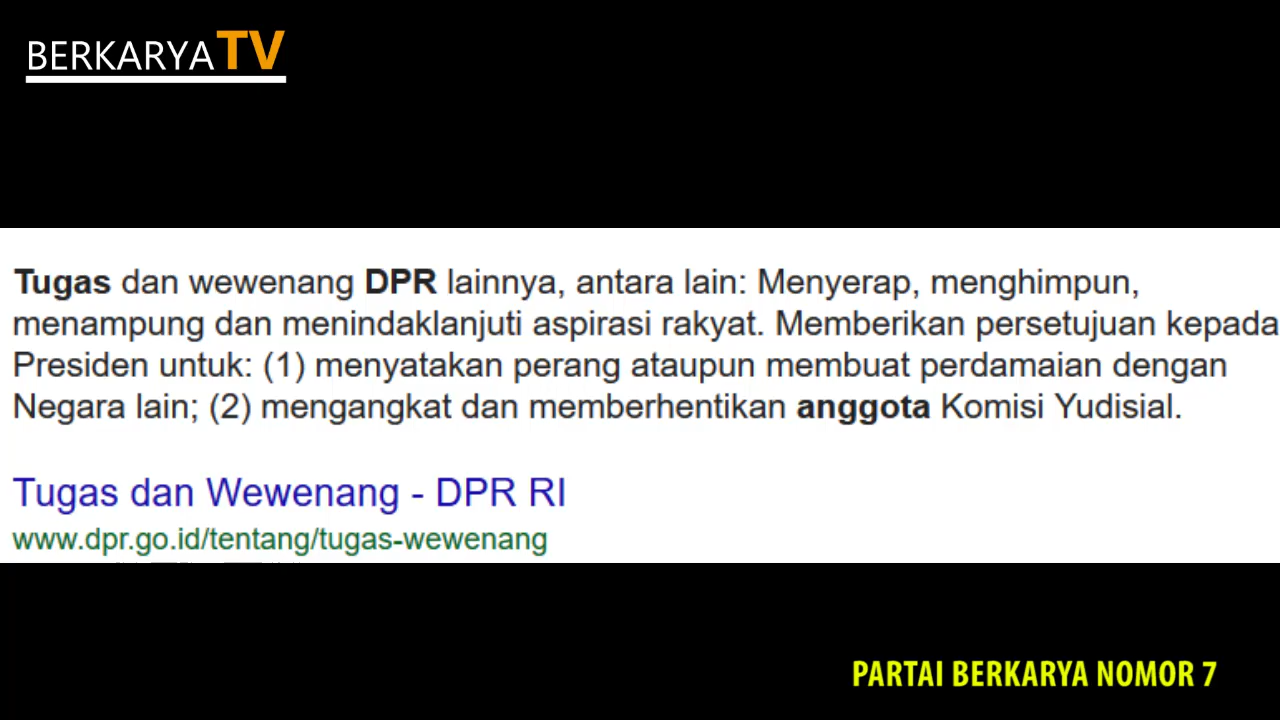 BERKARYATV
Tugas dan wewenang DPR lainnya, antara lain: Menyerap, menghimpun,
menampung dan menindaklanjuti aspirasi rakyat. Memberikan persetujuan kepada
Presiden untuk: (1) menyatakan perang ataupun membuat perdamaian dengan
Negara lain; (2) mengangkat dan memberhentikan anggota Komisi Yudisial.
Tugas dan Wewenang - DPR RI
www.dpr.go.id/tentang/tugas-wewenang
PARTAI BERKARYA NOMOR 7